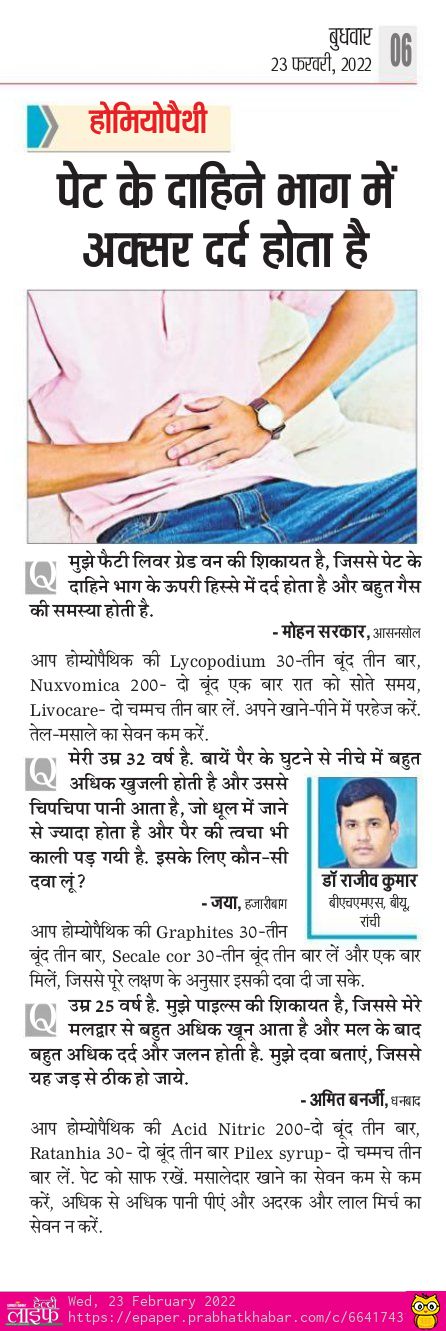 बुधवार
23 फरवरी, 2022
06
होमियोपैथी
पेट के दाहिने भाग में
अक्सर दर्द होता है
Q मुझे फैटी लिवर ग्रेड वन की शिकायत है, जिससे पेट के
दाहिने भाग के ऊपरी हिस्से में दर्द होता है और बहुत गैस
की समस्या होती है.
- मोहन सरकार, आसनसोल
आप होम्योपैथिक की Lycopodium 30-तीन बूंद तीन बार,
Nuxvomica 200- दो बूंद एक बार रात को सोते समय,
Livocare- दो चम्मच तीन बार लें. अपने खाने-पीने में परहेज करें.
तेल-मसाले का सेवन कम करें.
Q मेरी उम्र 32 वर्ष है. बायें पैर के घुटने से नीचे में बहुत
अधिक खुजली होती है और उससे
चिपचिपा पानी आता है, जो धूल में जाने
से ज्यादा होता है और पैर की त्वचा भी
काली पड़ गयी है. इसके लिए कौन-सी
दवा लूं?
- जया, हजारीबाग
डॉ राजीव कुमार
बीएचएमएस, बीयू,
रांची
आप होमियोपैथिक की Graphites 30-तीन
बूंद तीन बार, Secale cor 30-तीन बूंद तीन बार लें और एक बार
मिलें, जिससे पूरे लक्षण के अनुसार इसकी दवा दी जा सके.
Q उम्र 25 वर्ष है. मुझे पाइल्स की शिकायत है, जिससे मेरे
मलद्वार से बहुत अधिक खून आता है और मल के बाद
बहुत अधिक दर्द और जलन होती है. मुझे दवा बताएं, जिससे
यह जड़ से ठीक हो जाये.
- अमित बनर्जी, धनबाद
आप होम्योपैथिक की Acid Nitric 200-दो बूंद तीन बार,
Ratanhia 30- दो बूंद तीन बार Pilex syrup- दो चम्मच तीन
बार लें. पेट को साफ रखें. मसालेदार खाने का सेवन कम से कम
करें, अधिक से अधिक पानी पीएं और अदरक और लाल मिर्च का
सेवन न करें.
हेल्दी
लाइफ
Wed, 23 February 2022
https://epaper.prabhatkhabar.com/c/6641743